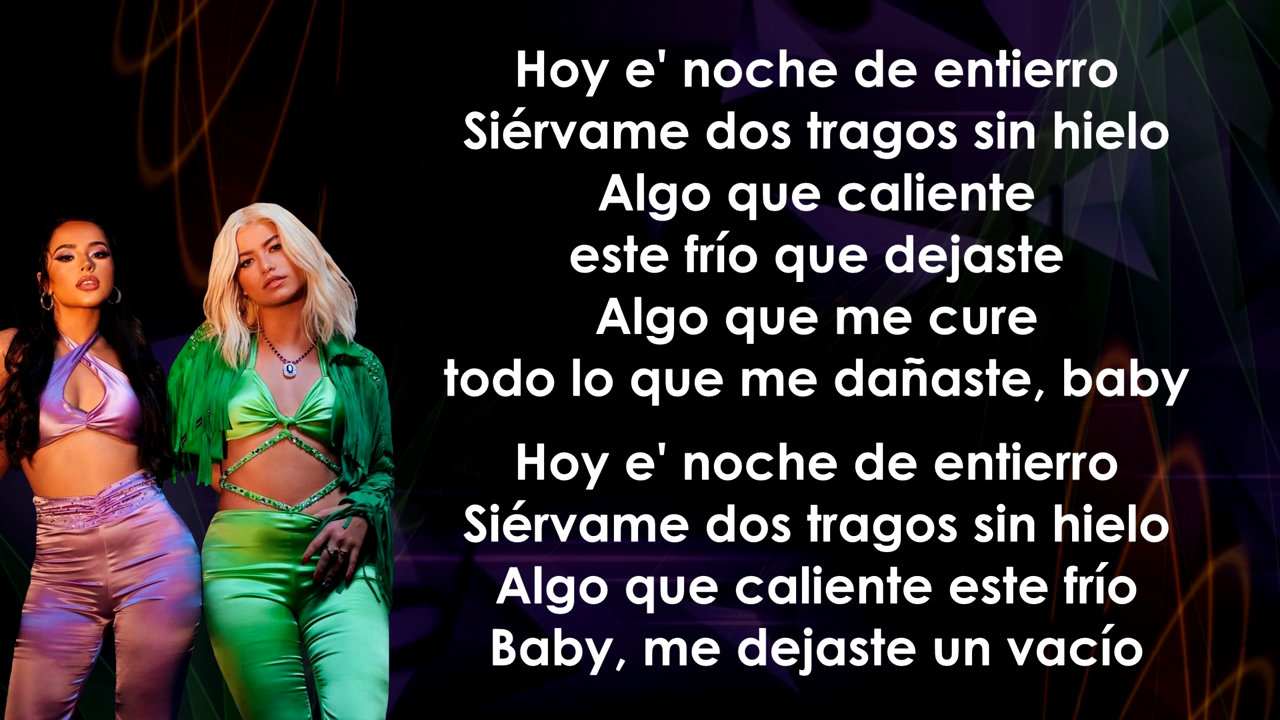 Hoy e' noche de entierro
Siérvame dos tragos sin hielo
Algo que caliente
este frío que dejaste
Algo que me cure
todo lo que me dañaste, baby
Hoy e' noche de entierro
Siérvame dos tragos sin hielo
Algo que caliente este frío
Baby, me dejaste un vacío